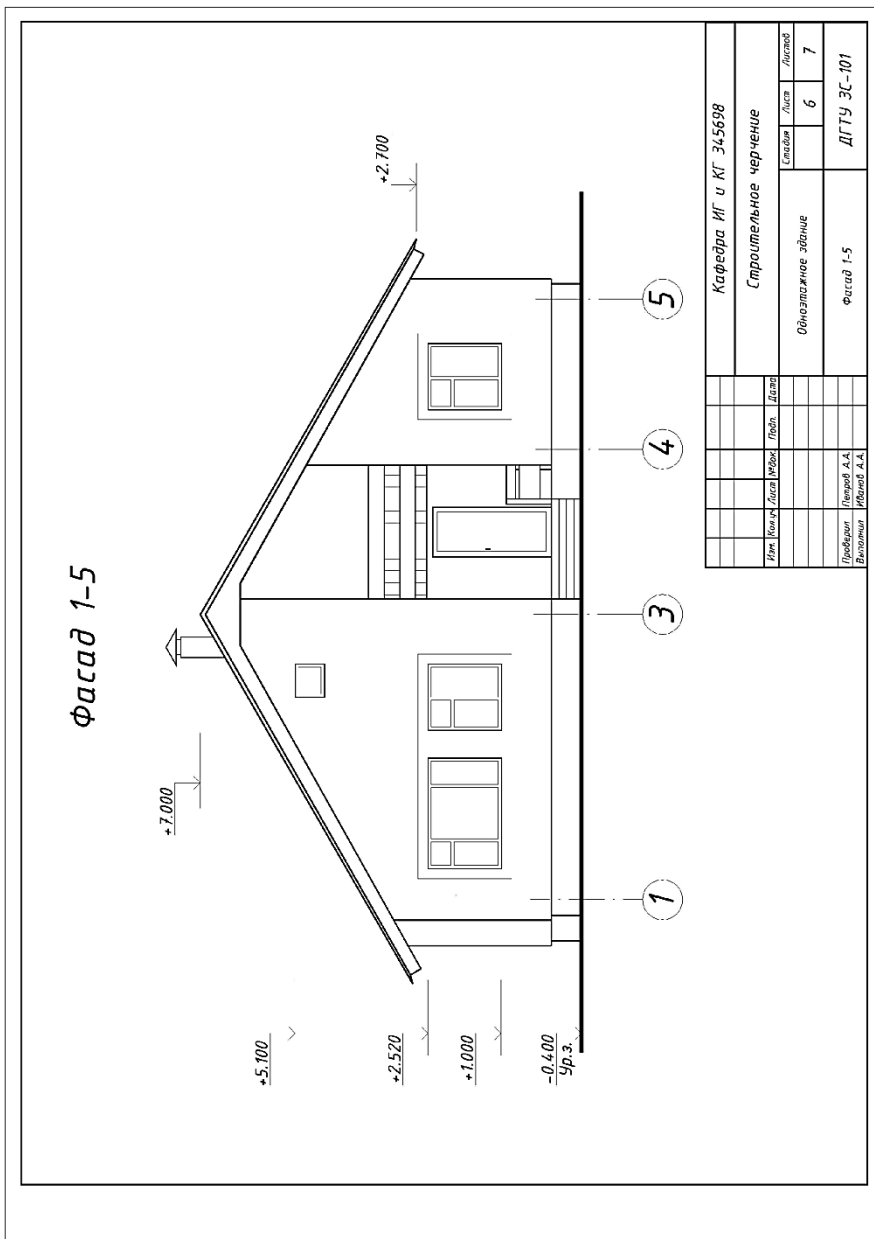 Фасад 1-5
+7.000
+5.100
+2.520
+1.000
-0.400
Ур.з.
+2.700
1
3
4
5
Кафедра ИГ и КГ 345698
Строительное черчение
Изм. Кол.уч Лист №док. Подп. Дата
Одноэтажное здание
Стадия Лист Листов
6 7
Проверил Петров А.А.
Выполнил Иванов А.А.
Фасад 1-5
ДГТУ ЗС-101